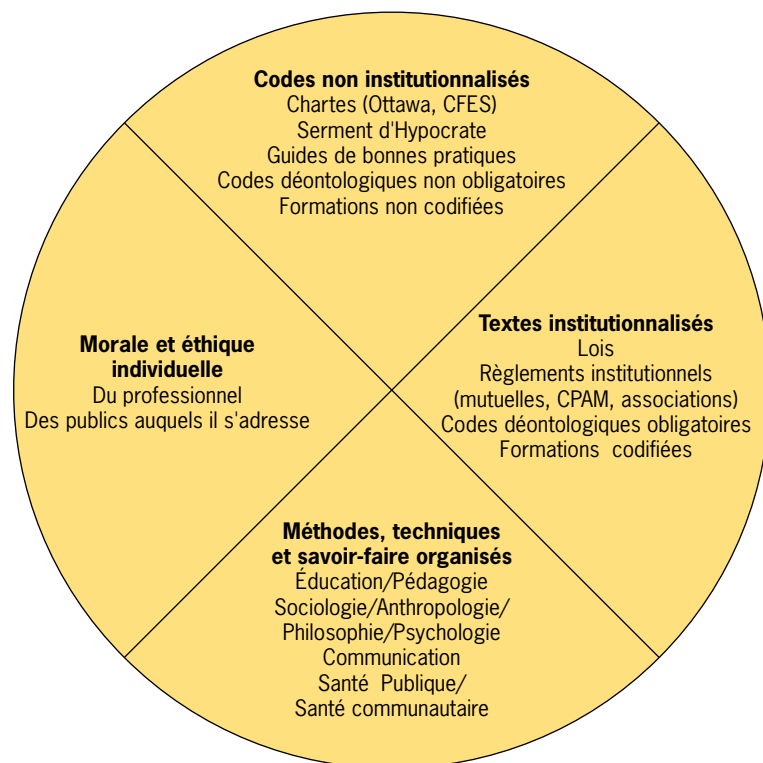 Codes non institutionnalisés
Chartes (Ottawa, CFES)
Serment d'Hypocrate
Guides de bonnes pratiques
Codes déontologiques non obligatoires
Formations non codifiées
Morale et éthique
individuelle
Du professionnel
Des publics auquels il s'adresse
Textes institutionnalisés
Lois
Règlements institutionnels
(mutuelles, CPAM, associations)
Codes déontologiques obligatoires
Formations codifiées
Méthodes, techniques
et savoir-faire organisés
Éducation/Pédagogie
Sociologie/Anthropologie/
Philosophie/Psychologie
Communication
Santé Publique/
Santé communautaire